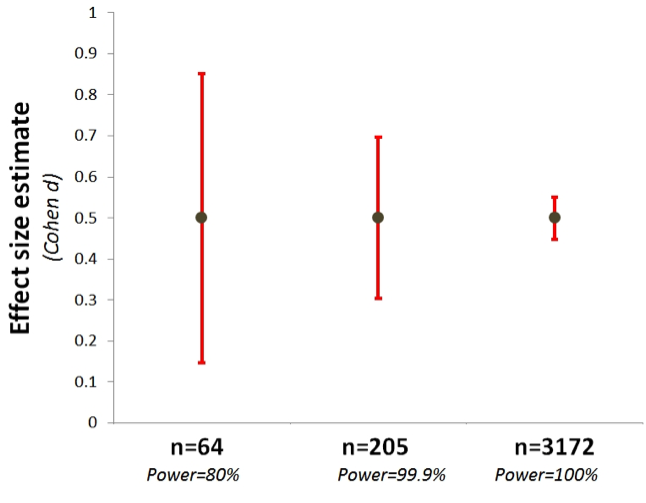 Effect size estimate
(Cohen d)
1
0.9
0.8
0.7
0.6
0.5
0.4
0.3
0.2
0.1
0
n=64
Power=80%
n=205
Power=99.9%
n=3172
Power=100%